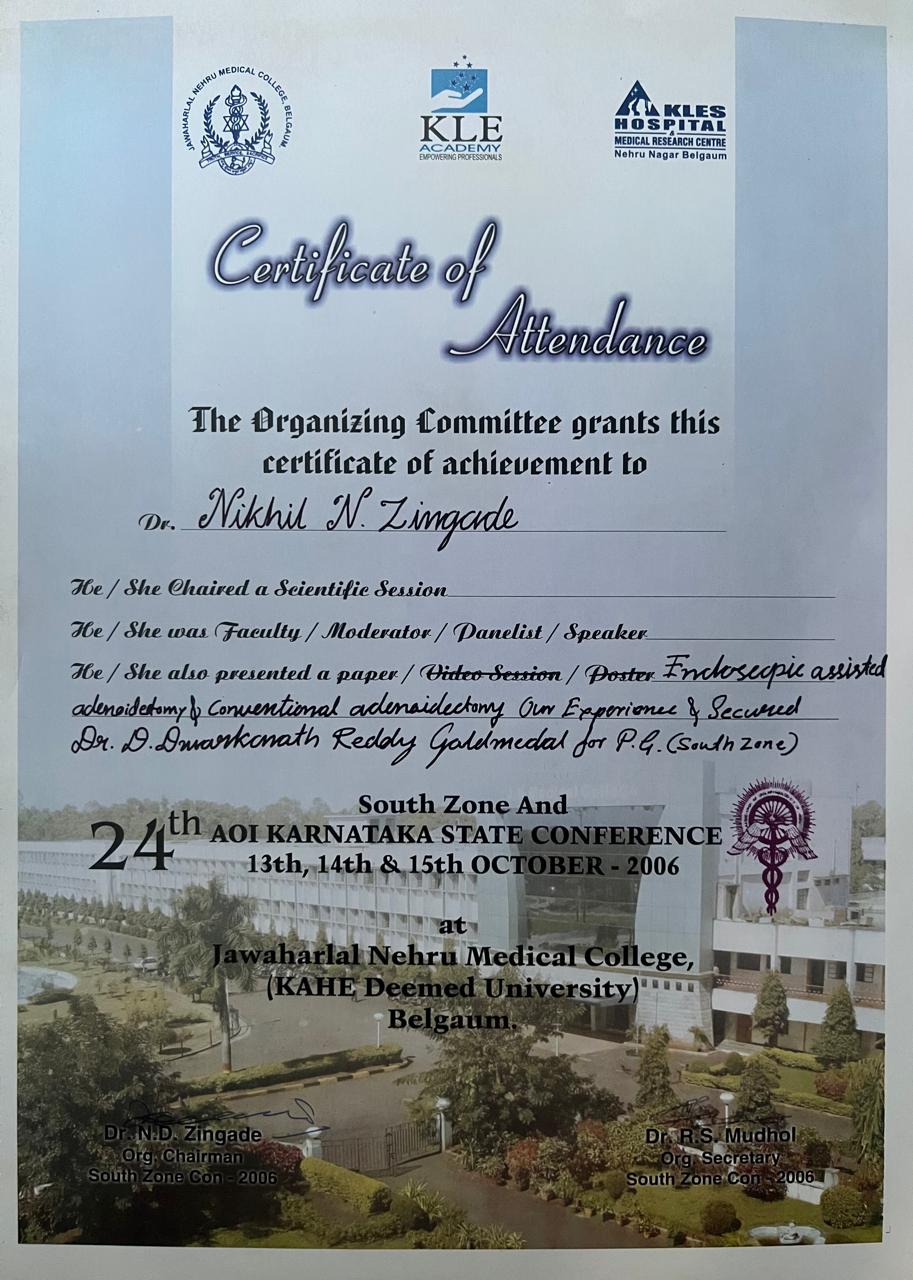 JAWAHARLAL NEHRU MEDICAL COLLEGE, BELGAUM
KLE
ACADEMY
EMPOWERING PROFESSIONALS
KLES
HOSPITAL
&
MEDICAL RESEARCH CENTRE
Nehru Nagar Belgaum
Certificate of
Attendance
The Organizing Committee grants this
certificate of achievement to
Dr. Nikhil N. Zingade
He / She Chaired a Scientific Session
He / She was Faculty / Moderator / Panelist / Speaker
He / She also presented a paper / Video Session / Poster Endoscopic assisted
adenoidectomy & Conventional adenoidectomy Our Experience & Secured
Dr. D. Dwarkanath Reddy Goldmedal for P.G. (South Zone)
South Zone And
24th AOI KARNATAKA STATE CONFERENCE
13th, 14th & 15th OCTOBER - 2006
at
Jawaharlal Nehru Medical College,
(KAHE Deemed University)
Belgaum.
Dr. N.D. Zingade
Org. Chairman
South Zone Con - 2006
Dr. R.S. Mudhol
Org. Secretary
South Zone Con - 2006